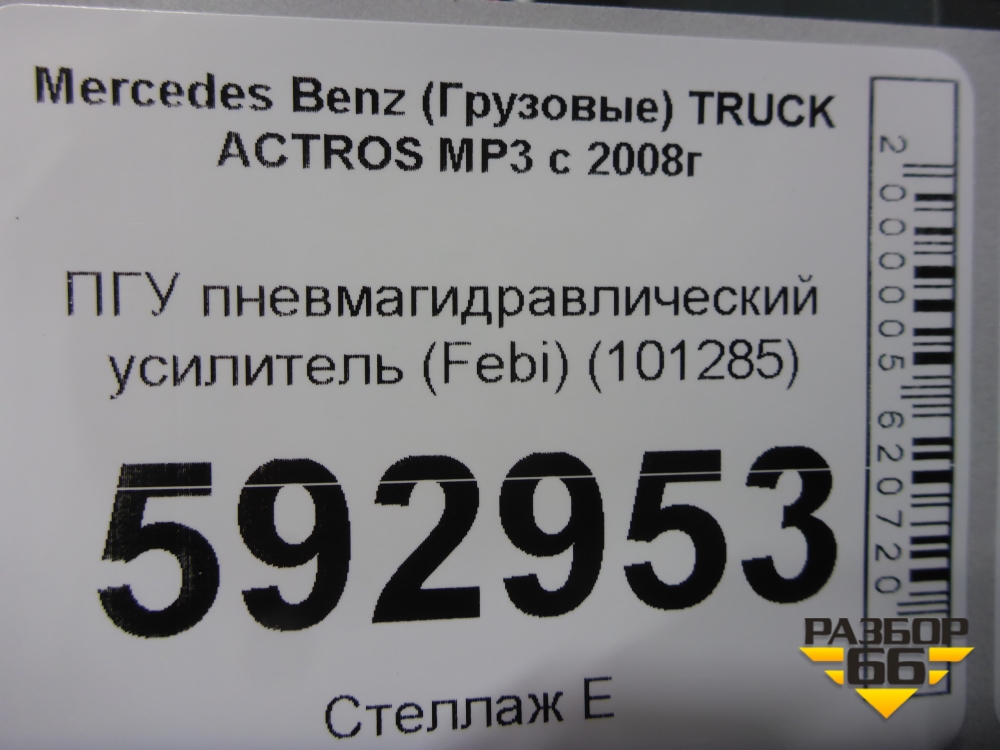 Mercedes Benz (Грузовые) TRUCK
ACTROS MP3 с 2008г
ПГУ пневмагидравлический
усилитель (Febi) (101285)
592953
Стеллаж Е
2000005620720
РАЗБОР
66